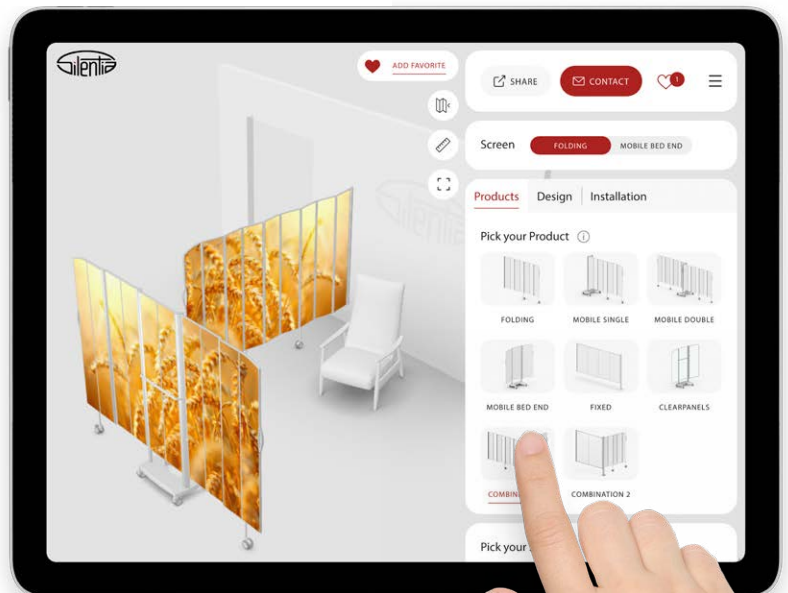 Silentia
ADD FAVORITE
SHARE
CONTACT
1
Screen
FOLDING
MOBILE BED END
Products
Design
Installation
Pick your Product
FOLDING
MOBILE SINGLE
MOBILE DOUBLE
MOBILE BED END
FIXED
CLEARPANELS
COMBINATION 2
Pick your